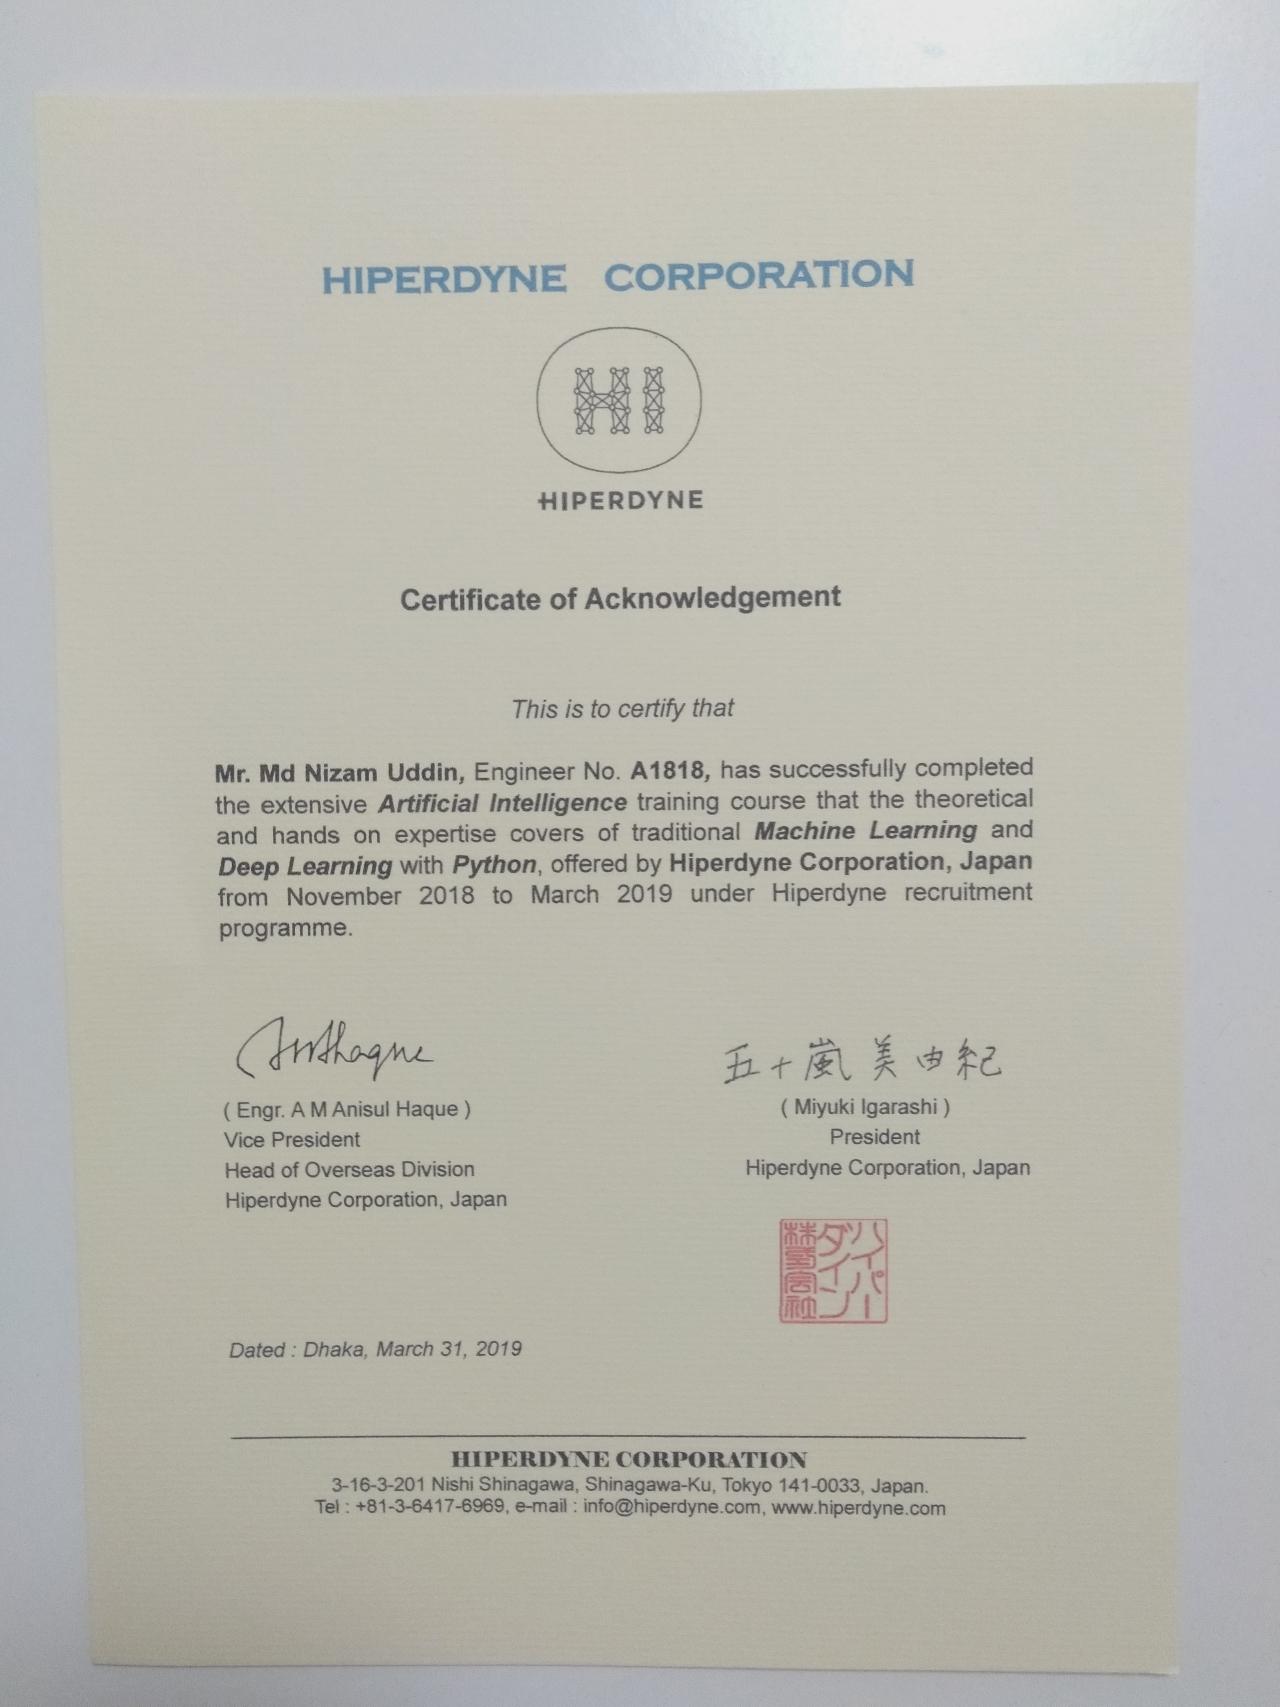 HIPERDYNE CORPORATION
HI
HIPERDYNE
Certificate of Acknowledgement
This is to certify that
Mr. Md Nizam Uddin, Engineer No. A1818, has successfully completed
the extensive Artificial Intelligence training course that the theoretical
and hands on expertise covers of traditional Machine Learning and
Deep Learning with Python, offered by Hiperdyne Corporation, Japan
from November 2018 to March 2019 under Hiperdyne recruitment
programme.
五十嵐 美由紀
( Engr. A M Anisul Haque )
Vice President
Head of Overseas Division
Hiperdyne Corporation, Japan
( Miyuki Igarashi )
President
Hiperdyne Corporation, Japan
ハイパー
ダイン
株式会社
Dated : Dhaka, March 31, 2019
HIPERDYNE CORPORATION
3-16-3-201 Nishi Shinagawa, Shinagawa-Ku, Tokyo 141-0033, Japan.
Tel : +81-3-6417-6969, e-mail : info@hiperdyne.com, www.hiperdyne.com